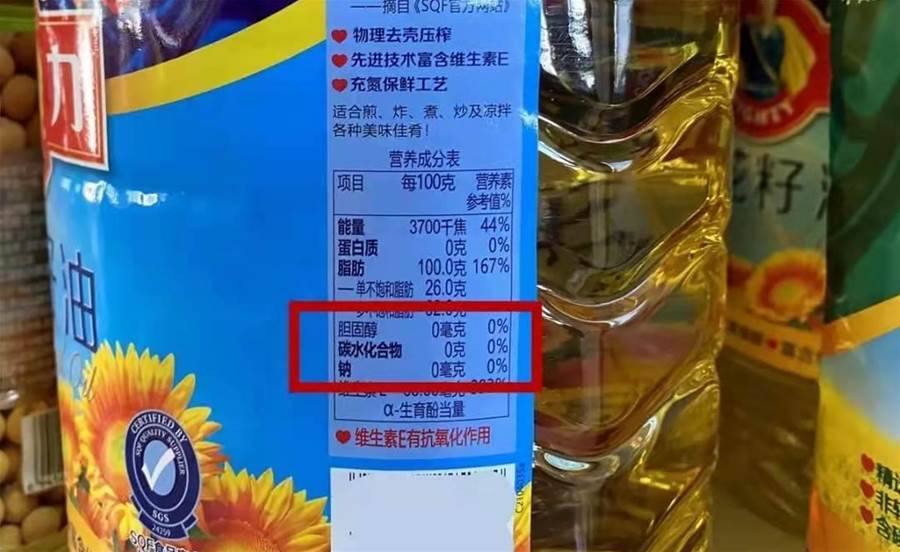 ——摘自《SQF官方网站》
物理去壳压榨
先进技术富含维生素E
充氮保鲜工艺
适合煎、炸、煮、炒及凉拌
各种美味佳肴！
营养成分表
项目 每100克 营养素参考值%
能量 3700千焦 44%
蛋白质 0克 0%
脂肪 100.0克 167%
—单不饱和脂肪 26.0克
胆固醇 0毫克 0%
碳水化合物 0克 0%
钠 0毫克 0%
α-生育酚当量
维生素E有抗氧化作用
力
油
CERTIFIED BY
SQF QUALITY SUPPLIER
SGS
籽